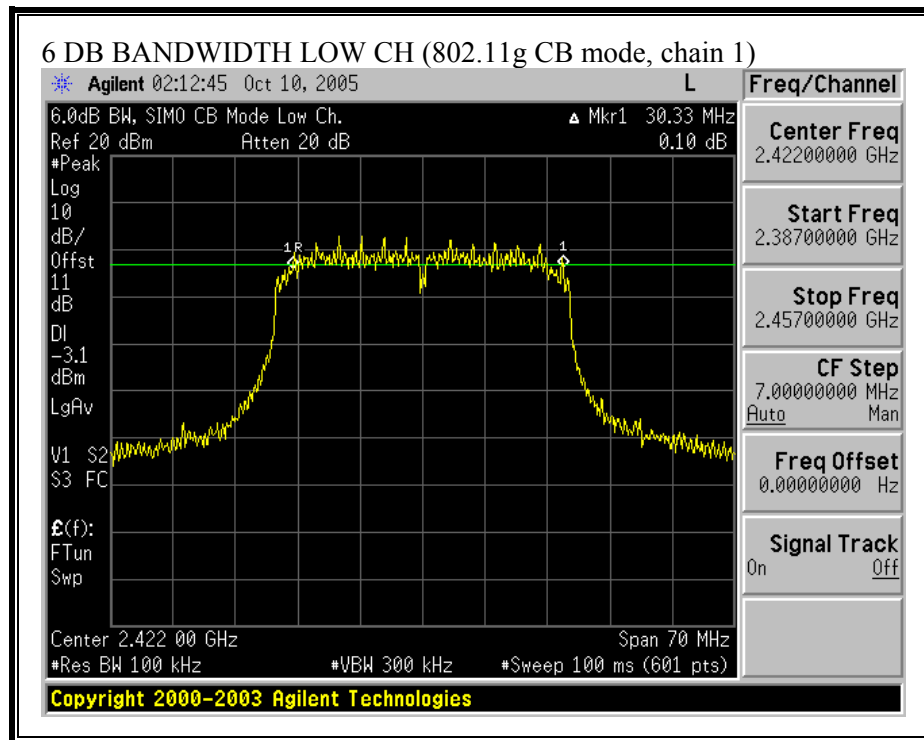 6 DB BANDWIDTH LOW CH (802.11g CB mode, chain 1)
Agilent 02:12:45 Oct 10, 2005 L
6.0dB BW, SIMO CB Mode Low Ch. Δ Mkr1 30.33 MHz
Ref 20 dBm Atten 20 dB 0.10 dB
#Peak
Log
10
dB/
Offst
11
dB
DI
-3.1
dBm
LgAv
V1 S2
S3 FC
£(f):
FTun
Swp
1R
1
Center 2.422 00 GHz Span 70 MHz
#Res BW 100 kHz #VBW 300 kHz #Sweep 100 ms (601 pts)
Copyright 2000-2003 Agilent Technologies
Freq/Channel
Center Freq
2.42200000 GHz
Start Freq
2.38700000 GHz
Stop Freq
2.45700000 GHz
CF Step
7.00000000 MHz
Auto Man
Freq Offset
0.00000000 Hz
Signal Track
On Off